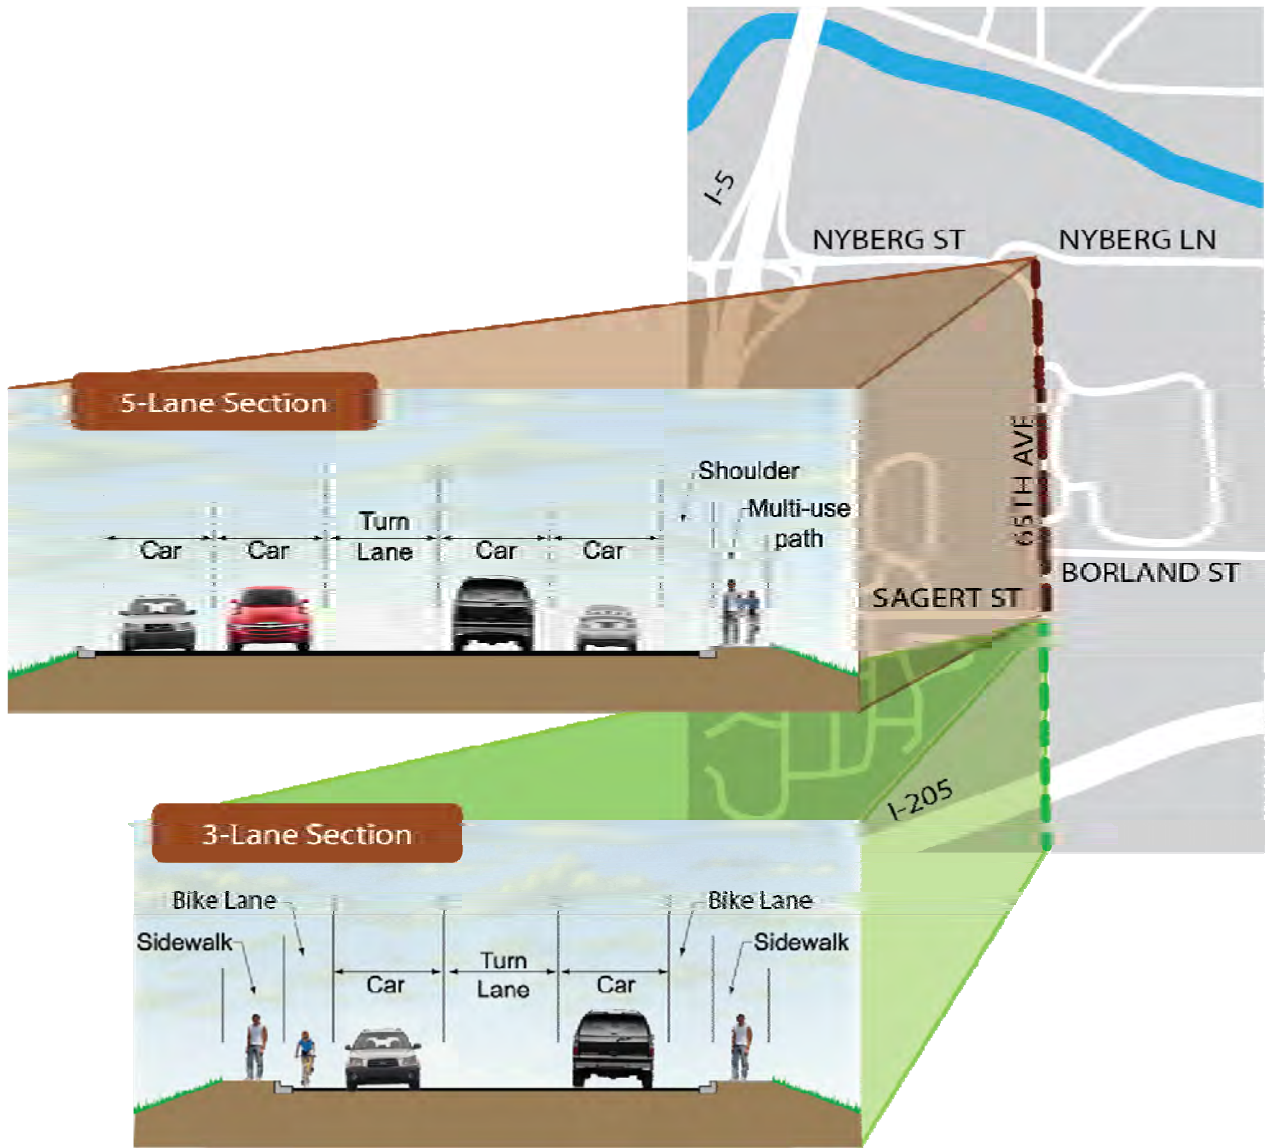 I-5
NYBERG ST
NYBERG LN
5-Lane Section
Shoulder
Multi-use
path
Car
Car
Turn
Lane
Car
Car
65TH AVE
BORLAND ST
SAGERT ST
I-205
3-Lane Section
Bike Lane
Bike Lane
Sidewalk
Sidewalk
Car
Turn
Lane
Car